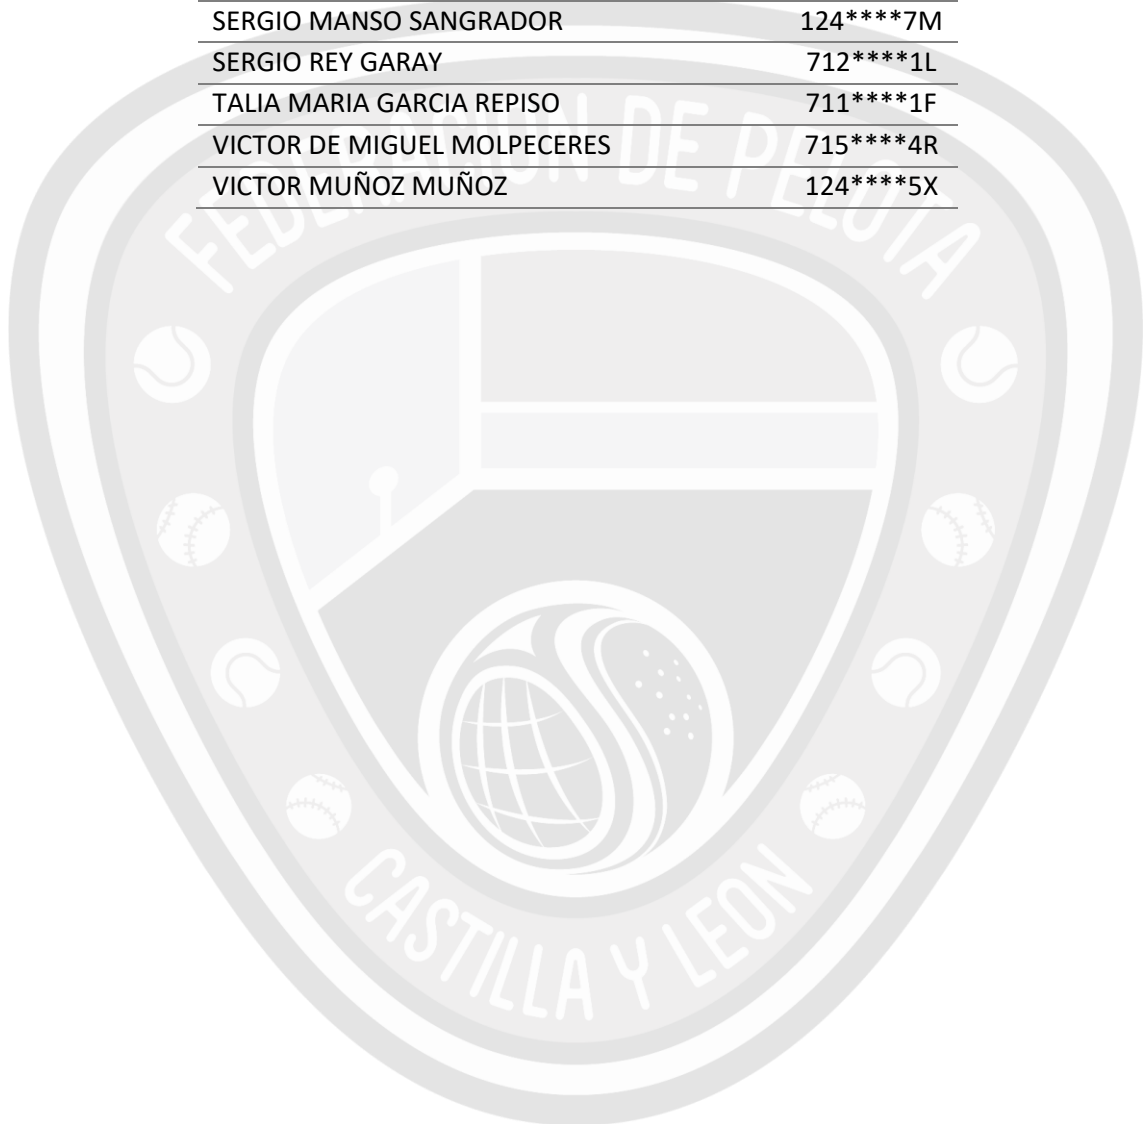 SERGIO MANSO SANGRADOR 124****7M
SERGIO REY GARAY 712****1L
TALIA MARIA GARCIA REPISO 711****1F
VICTOR DE MIGUEL MOLPECERES 715****4R
VICTOR MUÑOZ MUÑOZ 124****5X
FEDERACION DE PELOTA
CASTILLA Y LEON